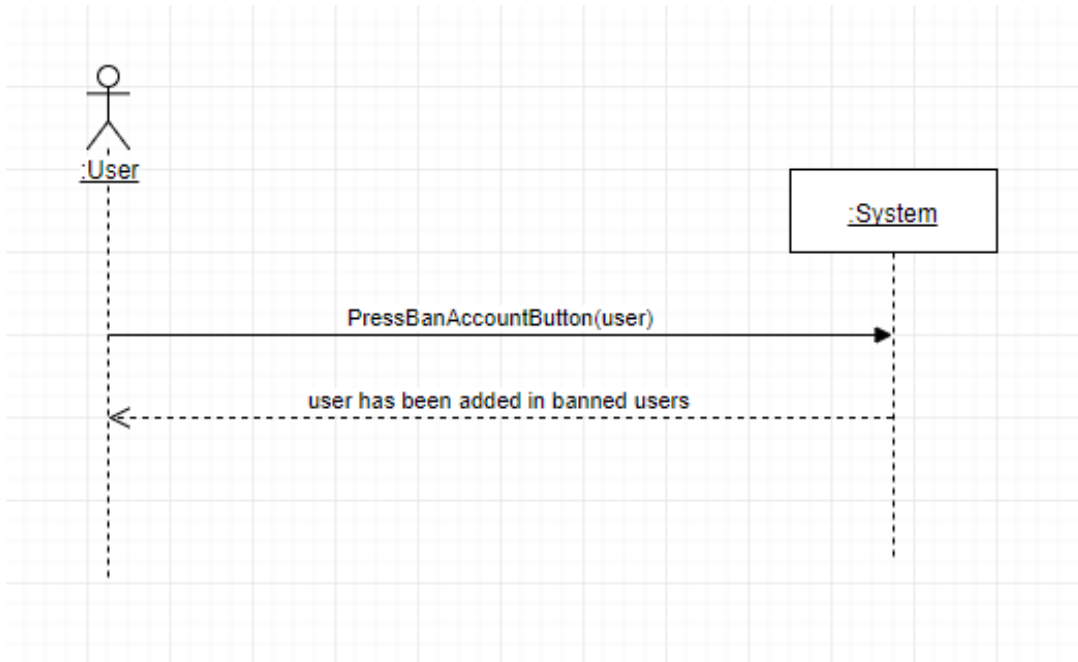 :User
:System
PressBanAccountButton(user)
user has been added in banned users